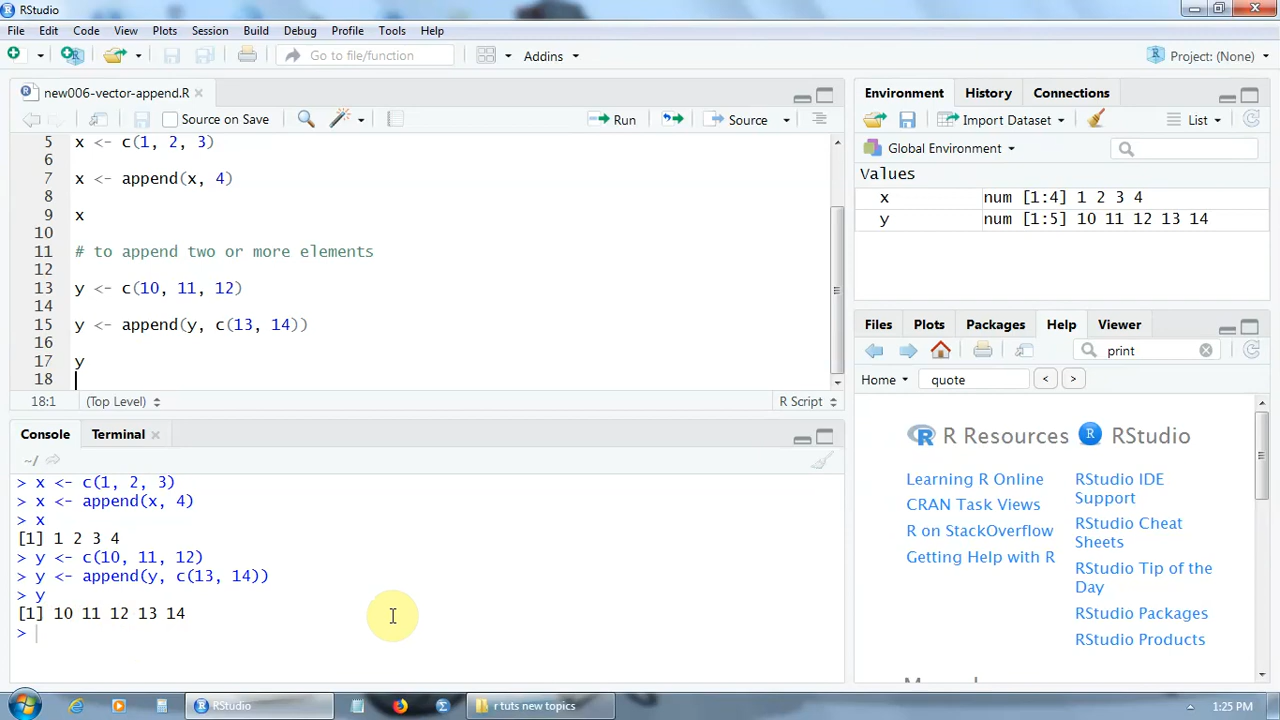 RStudio
File Edit Code View Plots Session Build Debug Profile Tools Help
Go to file/function Addins Project: (None)
new006-vector-append.R
Source on Save Run Source
5 x <- c(1, 2, 3)
6
7 x <- append(x, 4)
8
9 x
10
11 # to append two or more elements
12
13 y <- c(10, 11, 12)
14
15 y <- append(y, c(13, 14))
16
17 y
18
18:1 (Top Level) R Script
Console Terminal
~/
> x <- c(1, 2, 3)
> x <- append(x, 4)
> x
[1] 1 2 3 4
> y <- c(10, 11, 12)
> y <- append(y, c(13, 14))
> y
[1] 10 11 12 13 14
>
Environment History Connections
Import Dataset List
Global Environment
Values
x num [1:4] 1 2 3 4
y num [1:5] 10 11 12 13 14
Files Plots Packages Help Viewer
print
Home quote < >
R Resources
Learning R Online
CRAN Task Views
R on StackOverflow
Getting Help with R
RStudio
RStudio IDE
Support
RStudio Cheat
Sheets
RStudio Tip of the
Day
RStudio Packages
RStudio Products
RStudio r tuts new topics 1:25 PM